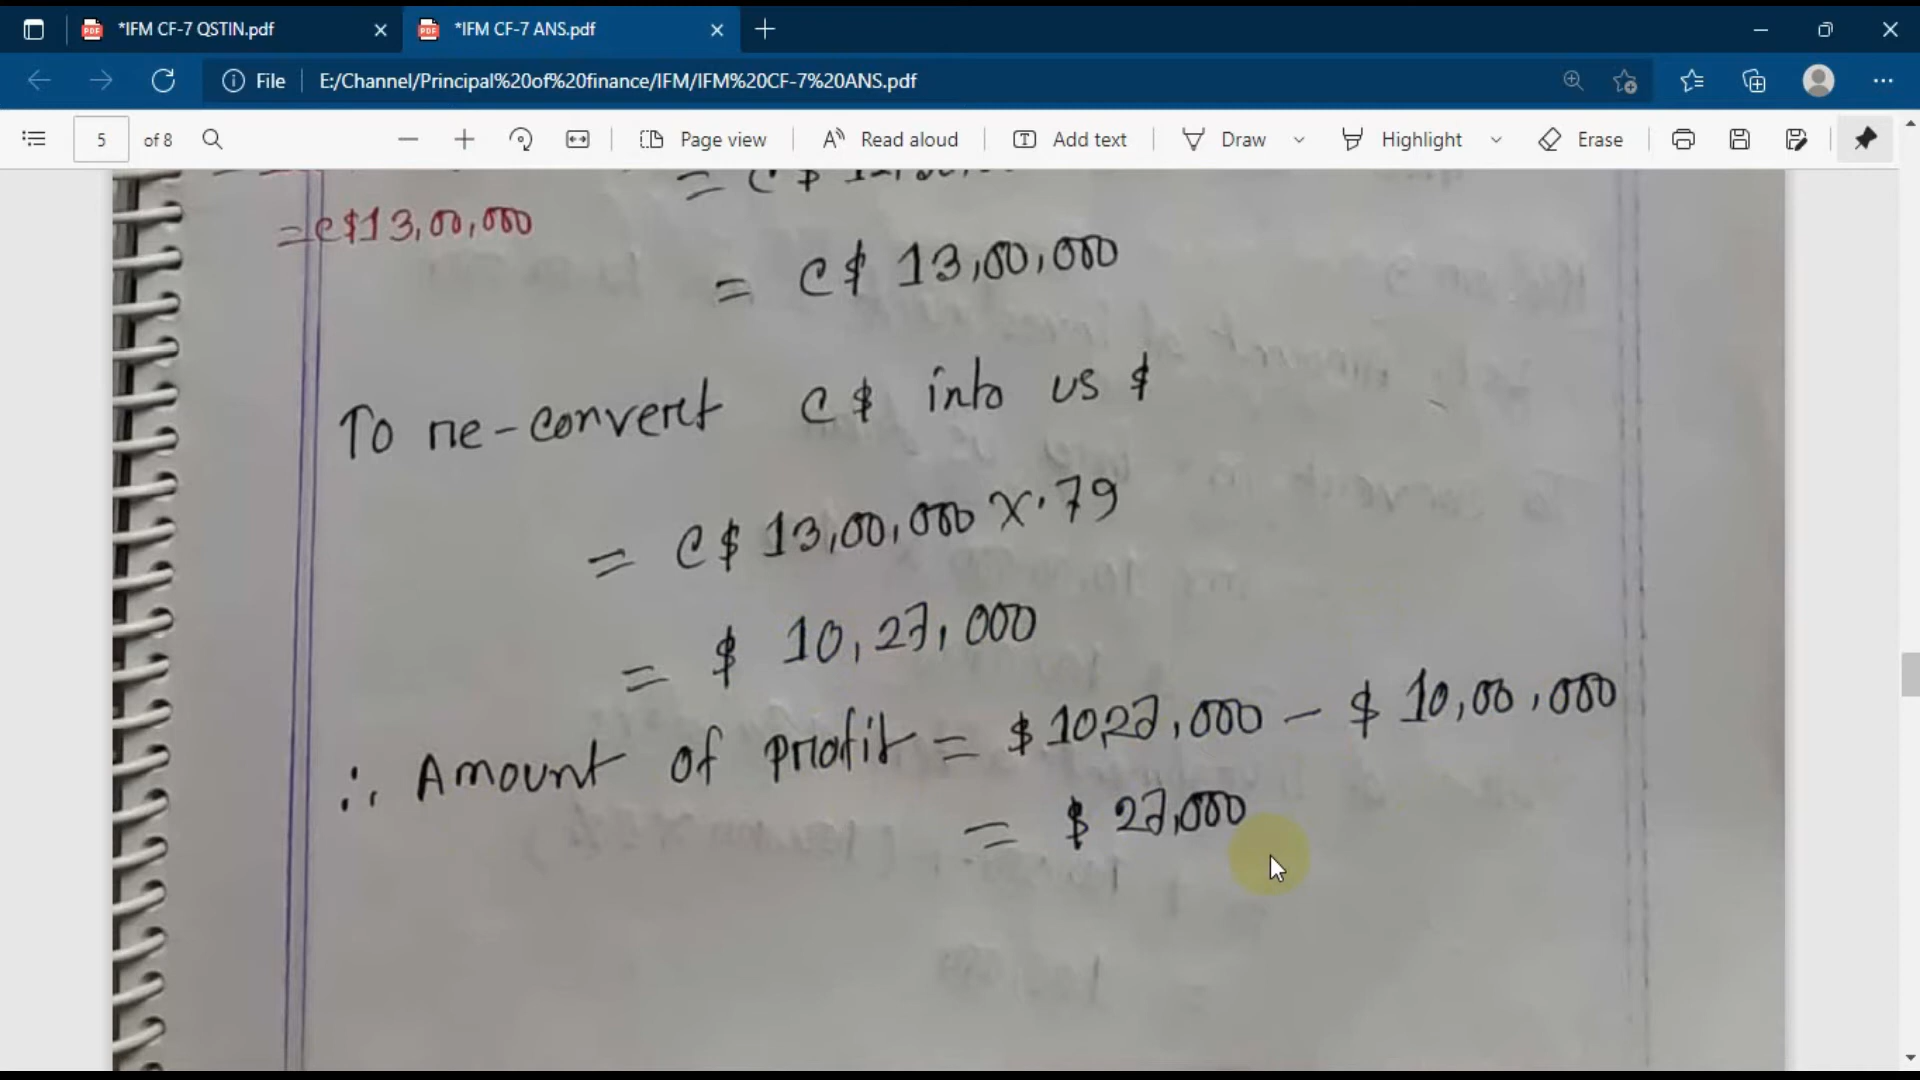 *IFM CF-7 QSTIN.pdf
*IFM CF-7 ANS.pdf
File
E:/Channel/Principal%20of%20finance/IFM/IFM%20CF-7%20ANS.pdf
5 of 8
Page view
Read aloud
Add text
Draw
Highlight
Erase
= C$13,00,000
= C$ 13,00,000
To re-convert C$ into us $
= C$ 13,00,000 X .79
= $ 10,27,000
∴ Amount of profit = $ 10,27,000 - $ 10,00,000
= $ 27,000